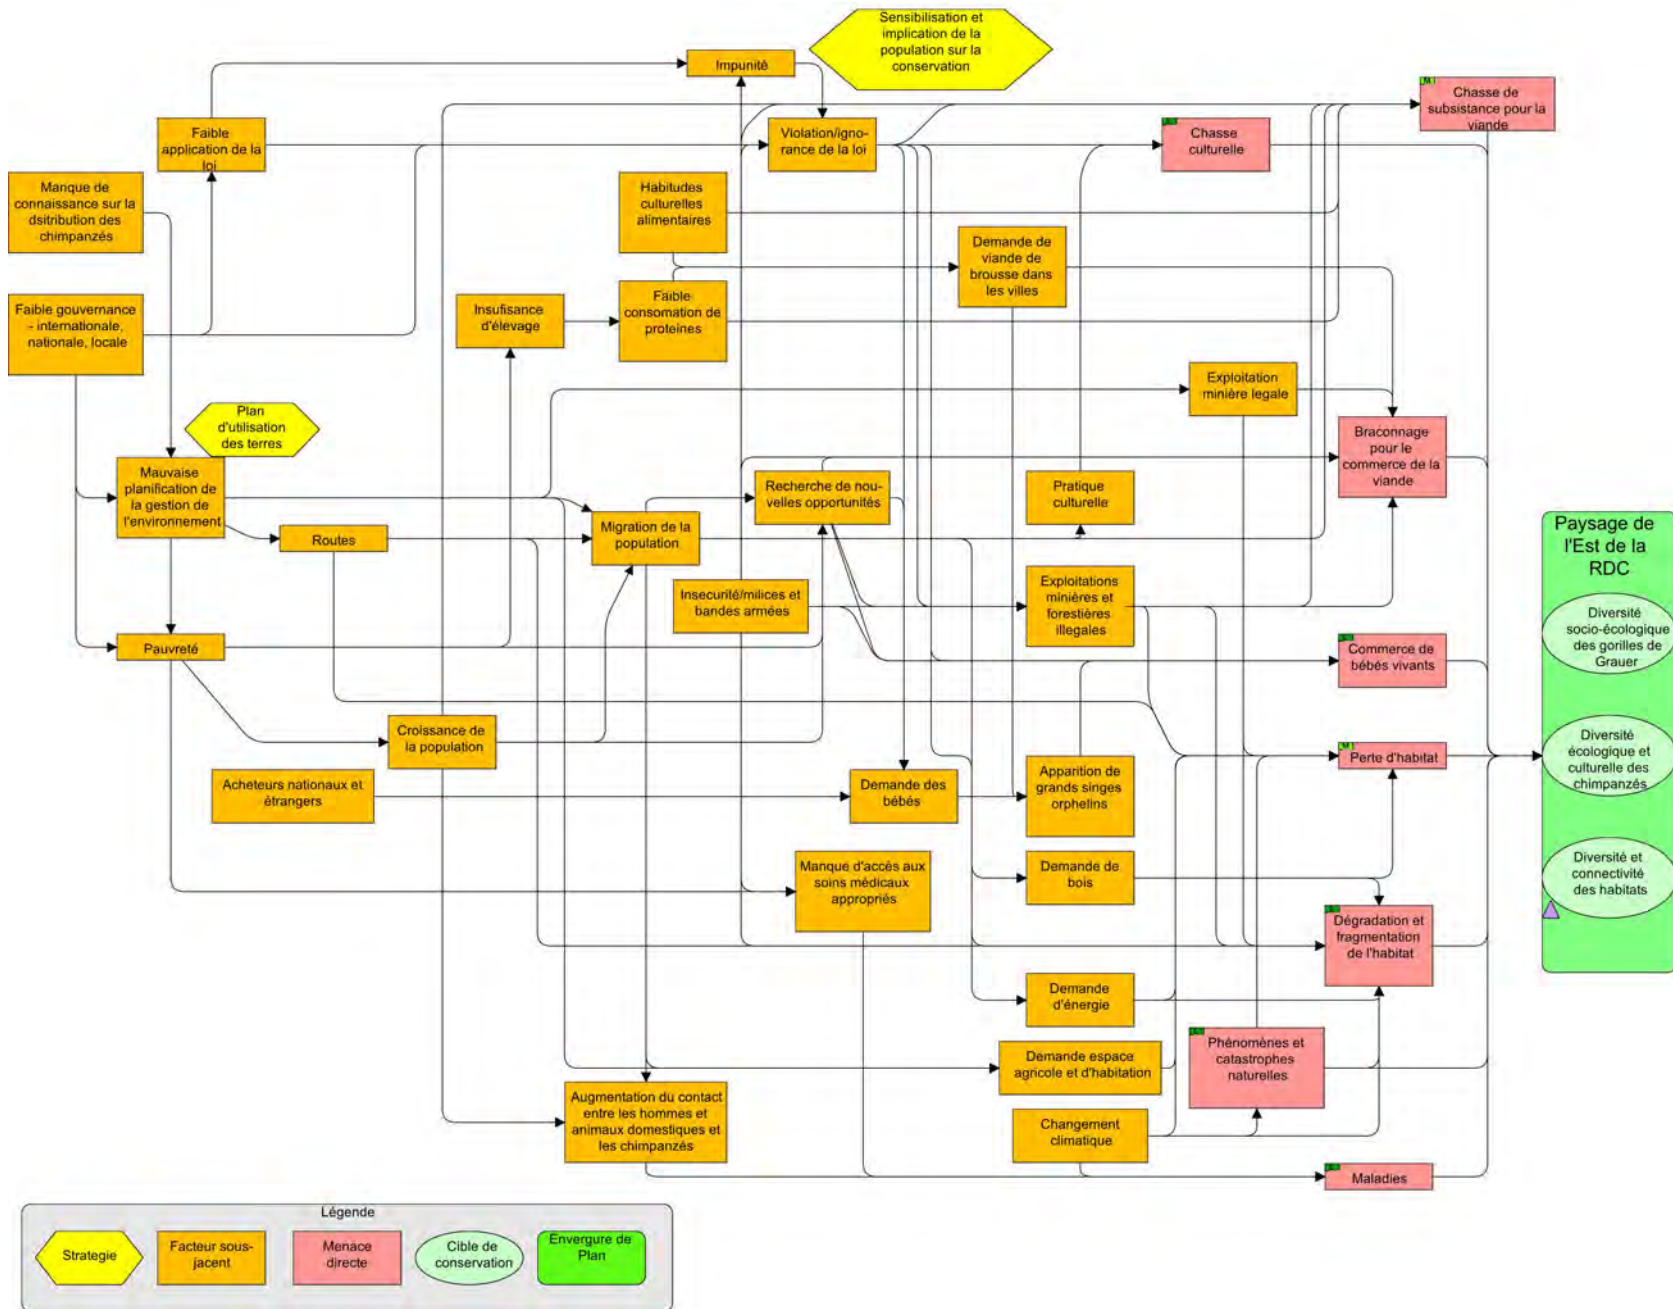 Sensibilisation et
implication de la
population sur la
conservation
Impunité
M
Chasse de
subsistance pour la
viande
Faible
application de la
loi
Violation/igno-
rance de la loi
Chasse
culturelle
Manque de
connaissance sur la
dsitribution des
chimpanzés
Habitudes
culturelles
alimentaires
Demande de
viande de
brousse dans
les villes
Faible gouvernance
- internationale,
nationale, locale
Insufisance
d'élevage
Faible
consomation de
proteines
Exploitation
minière legale
Plan
d'utilisation
des terres
Braconnage
pour le
commerce de la
viande
Mauvaise
planification de
la gestion de
l'environnement
Recherche de nou-
velles opportunités
Pratique
culturelle
Routes
Migration de la
population
Paysage de
l'Est de la
RDC
Insecurité/milices et
bandes armées
Exploitations
minières et
forestières
illegales
Diversité
socio-écologique
des gorilles de
Grauer
Pauvreté
Commerce de
bébés vivants
Croissance de
la population
M
Perte d'habitat
Diversité
écologique et
culturelle des
chimpanzés
Acheteurs nationaux et
étrangers
Demande des
bébés
Apparition de
grands singes
orphelins
Manque d'accès aux
soins médicaux
appropriés
Demande de
bois
Diversité et
connectivité
des habitats
Dégradation et
fragmentation
de l'habitat
Demande
d'énergie
Demande espace
agricole et d'habitation
Phénomènes et
catastrophes
naturelles
Augmentation du contact
entre les hommes et
animaux domestiques et
les chimpanzés
Changement
climatique
Maladies
Légende
Strategie
Facteur sous-
jacent
Menace
directe
Cible de
conservation
Envergure de
Plan